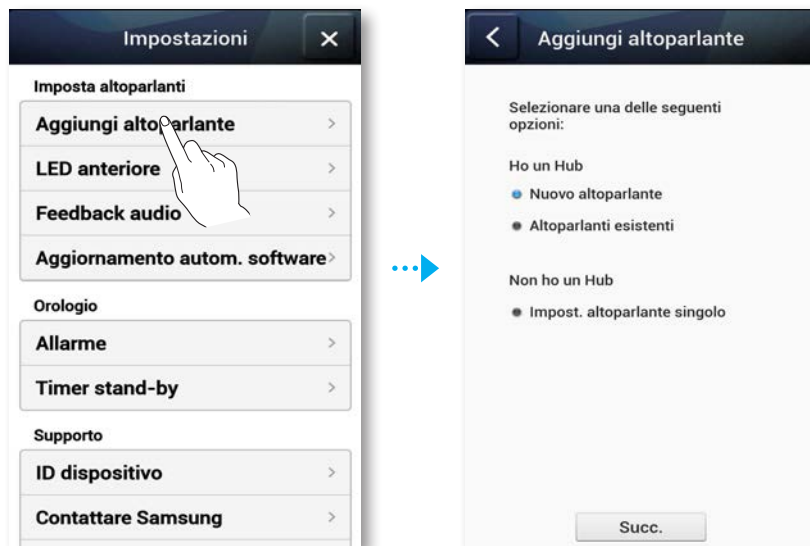 Impostazioni
Imposta altoparlanti
Aggiungi altoparlante
LED anteriore
Feedback audio
Aggiornamento autom. software
Orologio
Allarme
Timer stand-by
Supporto
ID dispositivo
Contattare Samsung
Aggiungi altoparlante
Selezionare una delle seguenti
opzioni:
Ho un Hub
Nuovo altoparlante
Altoparlanti esistenti
Non ho un Hub
Impost. altoparlante singolo
Succ.